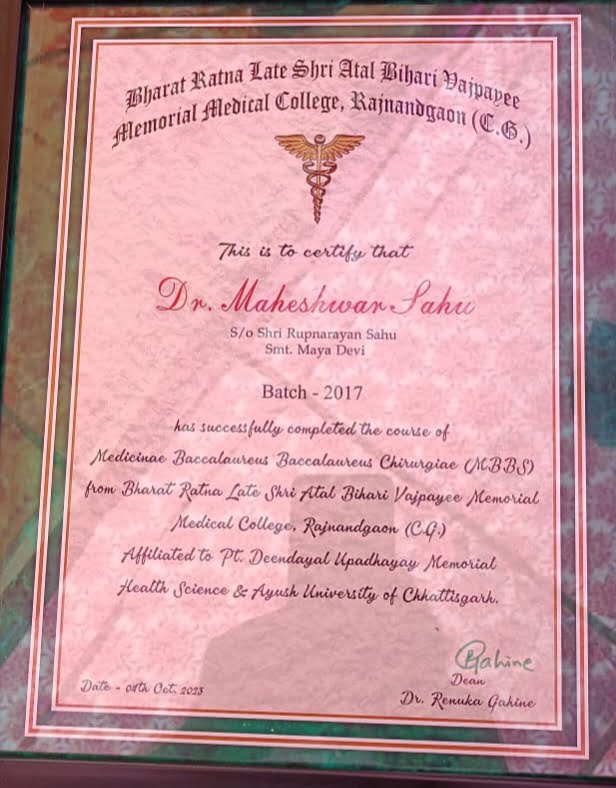 Bharat Ratna Late Shri Atal Bihari Vajpayee
Memorial Medical College, Rajnandgaon (C.G.)
This is to certify that
Dr. Maheshwar Sahu
S/o Shri Rupnarayan Sahu
Smt. Maya Devi
Batch - 2017
has successfully completed the course of
Medicinae Baccalaureus Baccalaureus Chirurgiae (MBBS)
from Bharat Ratna Late Shri Atal Bihari Vajpayee Memorial
Medical College, Rajnandgaon (C.G.)
Affiliated to Pt. Deendayal Upadhayay Memorial
Health Science & Ayush University of Chhattisgarh.
RGahine
Dean
Date - 04th Oct, 2023
Dr. Renuka Gahine